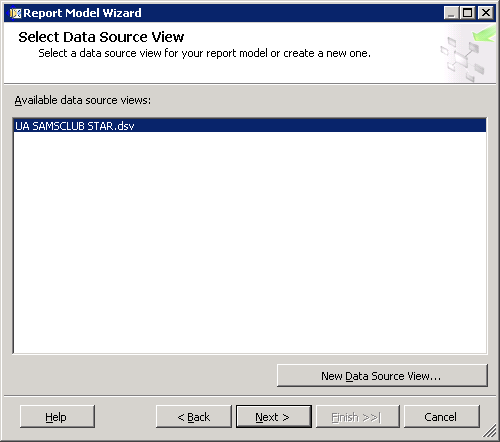 Report Model Wizard
Select Data Source View
Select a data source view for your report model or create a new one.
Available data source views:
UA SAMSCLUB STAR.dsv
New Data Source View...
Help
< Back
Next >
Finish >>|
Cancel